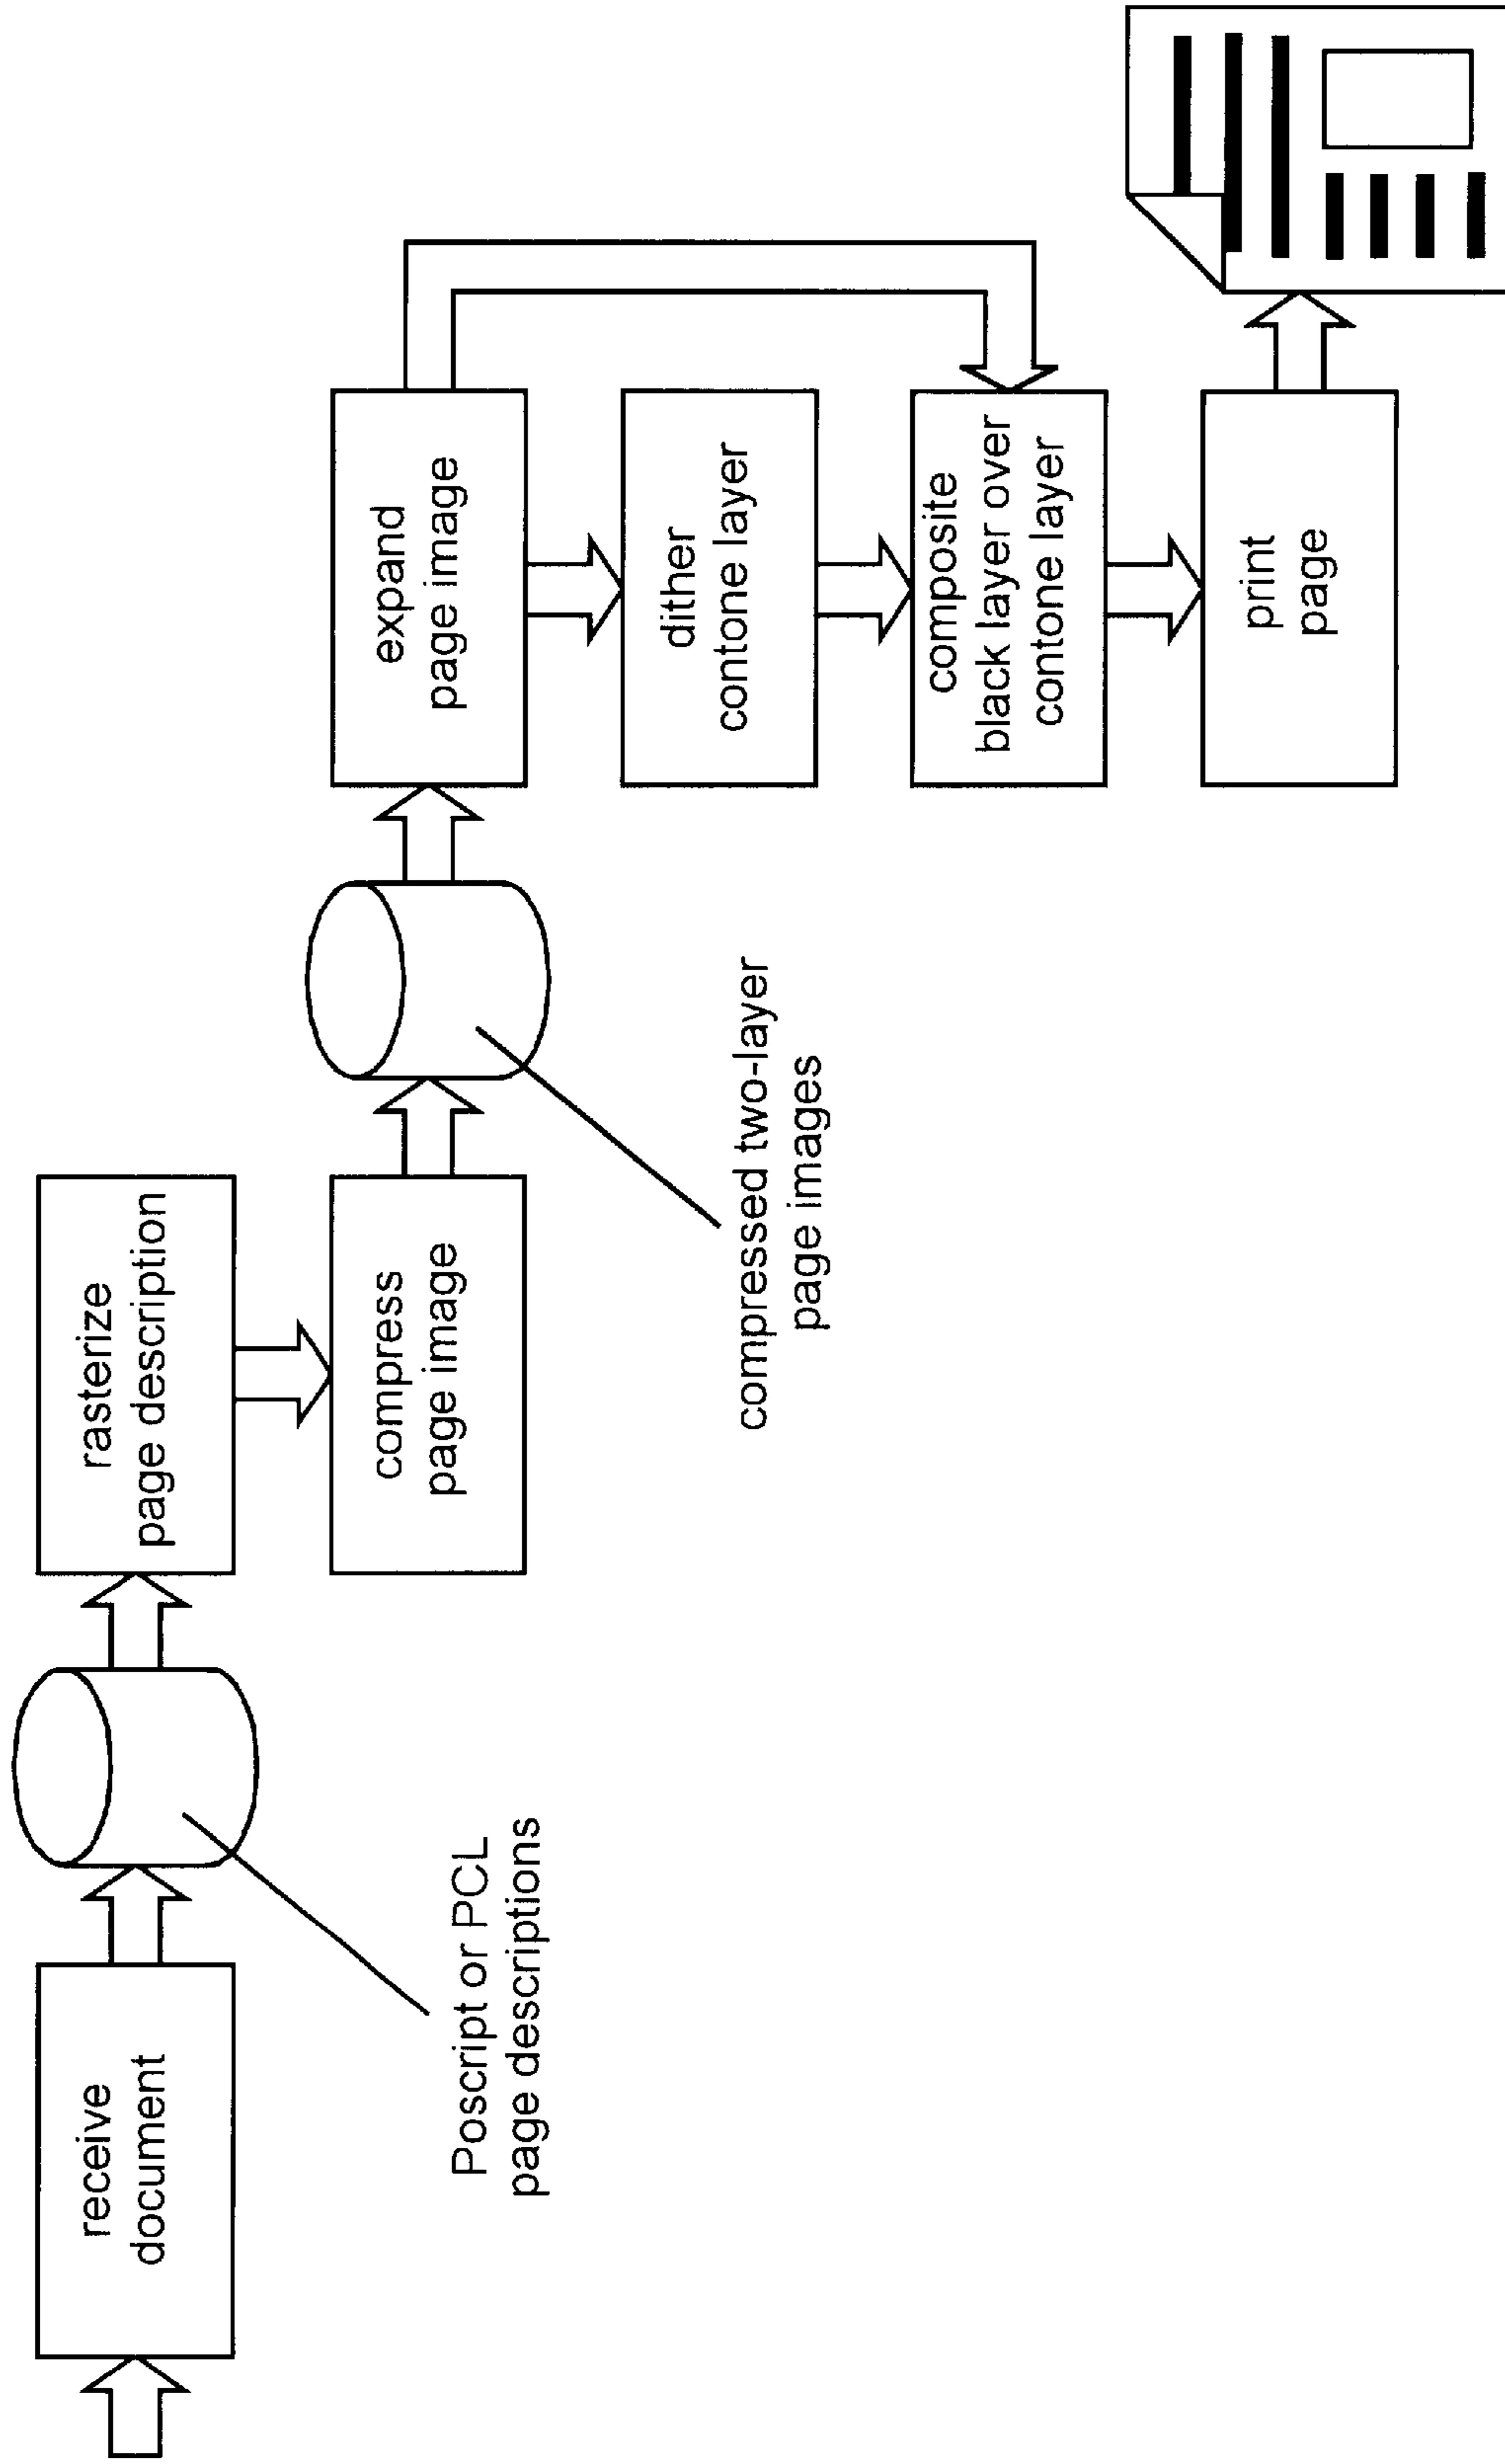 receive
document
Poscript or PCL
page descriptions
rasterize
page description
compress
page image
compressed two-layer
page images
expand
page image
dither
contone layer
composite
black layer over
contone layer
print
page